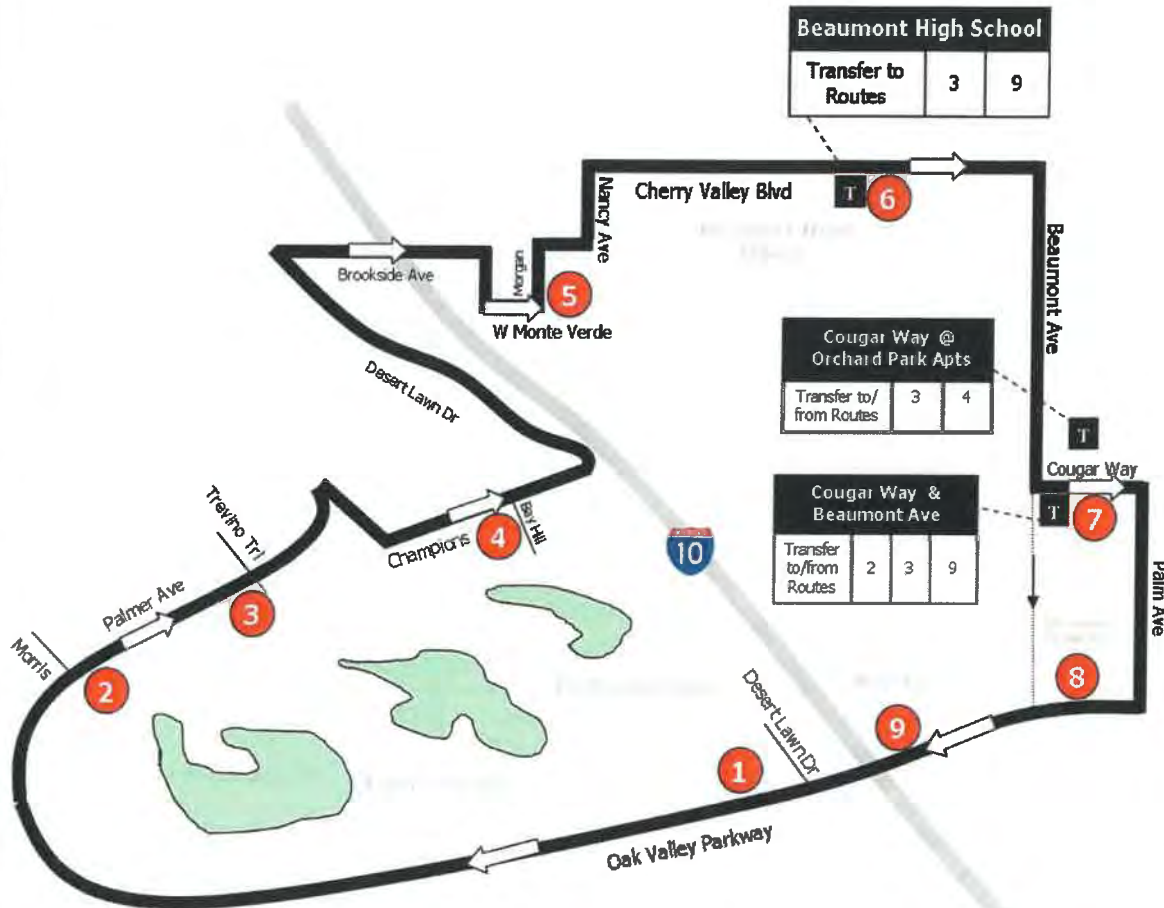 Beaumont High School
Transfer to
Routes
3
9
T
6
Cherry Valley Blvd
Nancy Ave
Beaumont Ave
Brookside Ave
Morgan
5
W Monte Verde
Desert Lawn Dr
Cougar Way @
Orchard Park Apts
Transfer to/
from Routes
3
4
T
Cougar Way
Cougar Way &
Beaumont Ave
Transfer
to/from
Routes
2
3
9
T
7
Palm Ave
Trevino Trl
4
Bay Hill
Champions
10
Palmer Ave
3
Morris
2
8
Desert Lawn Dr
9
1
Oak Valley Parkway